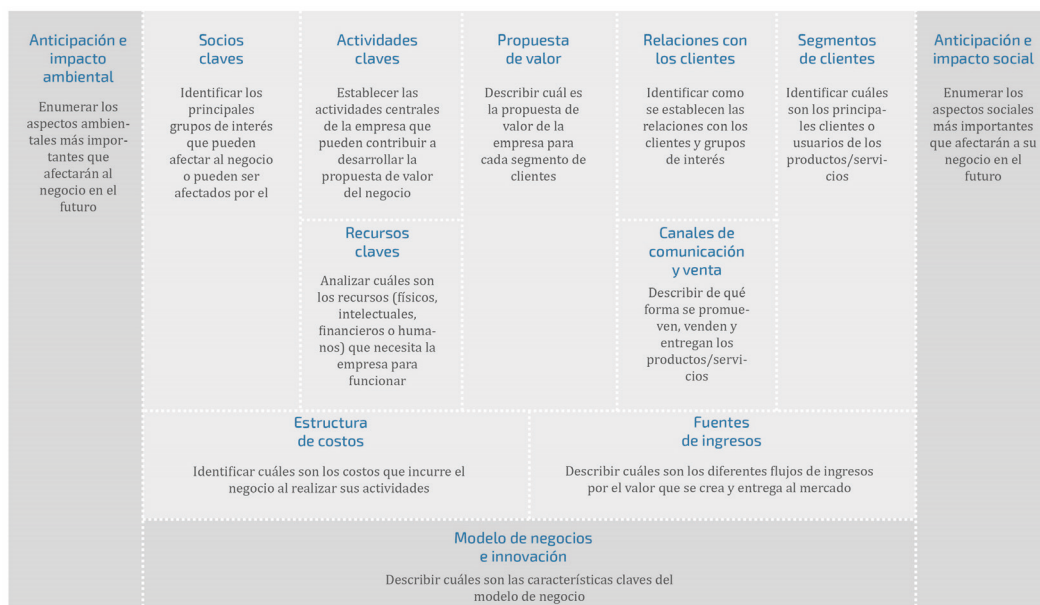 Anticipación e
impacto
ambiental
Enumerar los
aspectos ambien-
tales más impor-
tantes que
afectarán al
negocio en el
futuro
Socios
claves
Identificar los
principales
grupos de interés
que pueden
afectar al negocio
o pueden ser
afectados por el
Actividades
claves
Establecer las
actividades centrales
de la empresa que
pueden contribuir a
desarrollar la
propuesta de valor
del negocio
Recursos
claves
Analizar cuáles son
los recursos (físicos,
intelectuales,
financieros o huma-
nos) que necesita la
empresa para
funcionar
Propuesta
de valor
Describir cuál es
la propuesta de
valor de la
empresa para
cada segmento de
clientes
Relaciones con
los clientes
Identificar como
se establecen las
relaciones con los
clientes y grupos
de interés
Canales de
comunicación
y venta
Describir de qué
forma se promue-
ven, venden y
entregan los
productos/servi-
cios
Segmentos
de clientes
Identificar cuáles
son los principa-
les clientes o
usuarios de los
productos/servi-
cios
Anticipación e
impacto social
Enumerar los
aspectos sociales
más importantes
que afectarán a su
negocio en el
futuro
Estructura
de costos
Identificar cuáles son los costos que incurre el
negocio al realizar sus actividades
Fuentes
de ingresos
Describir cuáles son los diferentes flujos de ingresos
por el valor que se crea y entrega al mercado
Modelo de negocios
e innovación
Describir cuáles son las características claves del
modelo de negocio